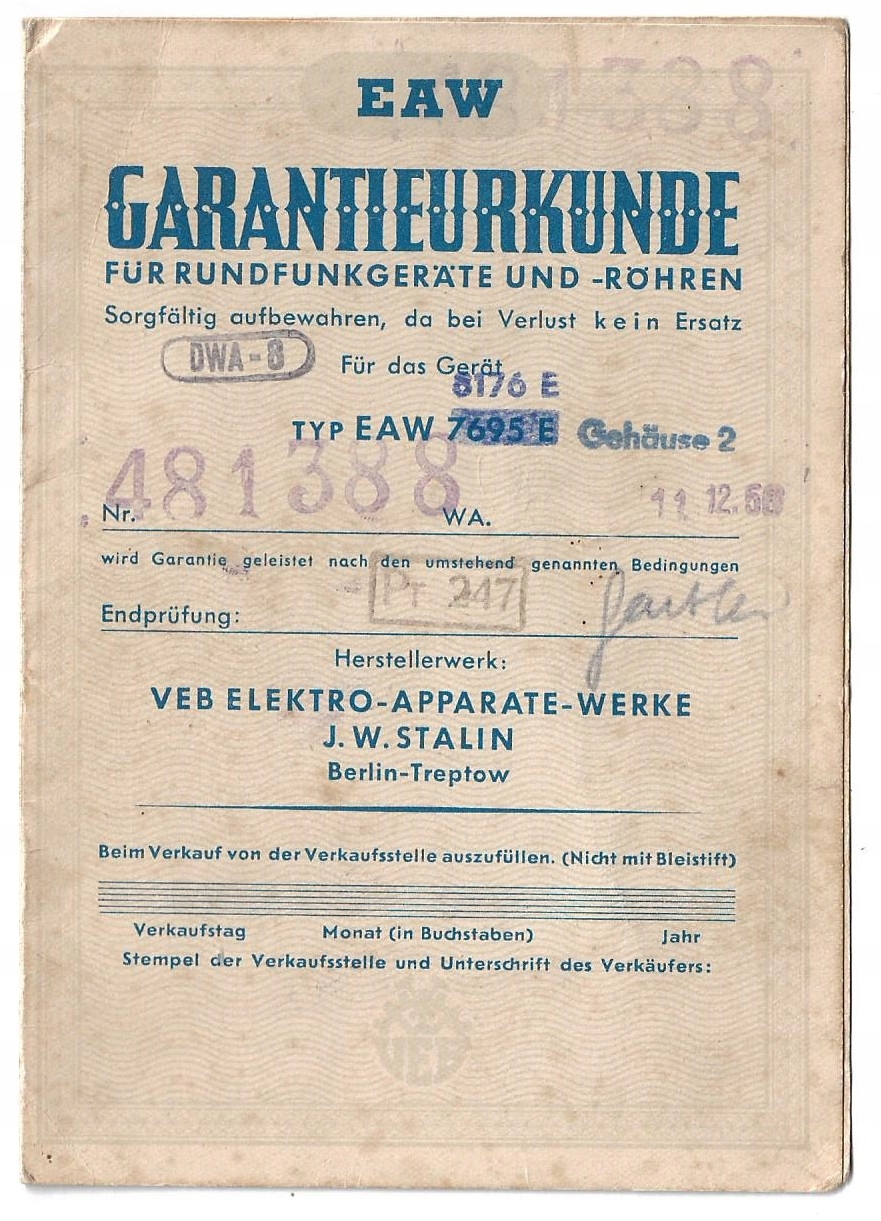 EAW
GARANTIEURKUNDE
FÜR RUNDFUNKGERÄTE UND -RÖHREN
Sorgfältig aufbewahren, da bei Verlust kein Ersatz
DWA-8
Für das Gerät
8176 E
TYP EAW 7695 E Gehäuse 2
Nr. 481388 WA. 11 12.
wird Garantie geleistet nach den umstehend genannten Bedingungen
Pr 247
Endprüfung:
Herstellerwerk:
VEB ELEKTRO-APPARATE-WERKE
J. W. STALIN
Berlin-Treptow
Beim Verkauf von der Verkaufsstelle auszufüllen. (Nicht mit Bleistift)
Verkaufstag Monat (in Buchstaben) Jahr
Stempel der Verkaufsstelle und Unterschrift des Verkäufers:
VEB